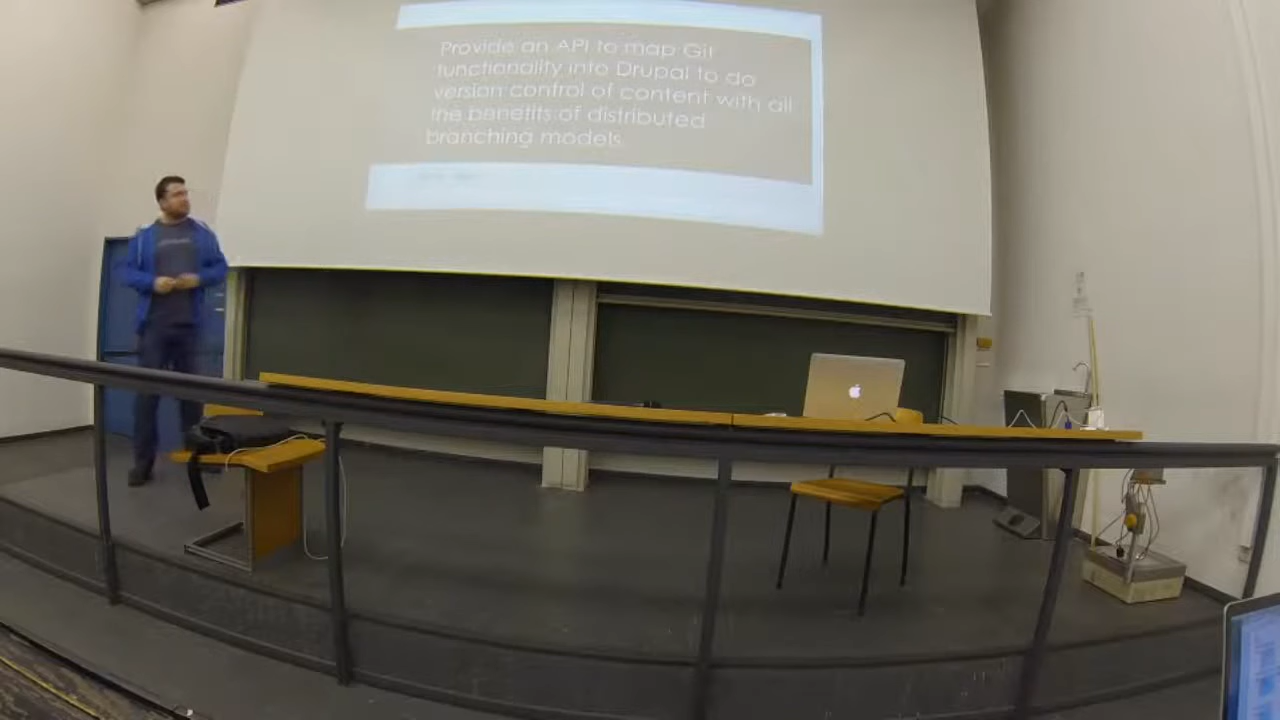 Provide an API to map Git
functionality into Drupal to do
version control of content with all
the benefits of distributed
branching models.